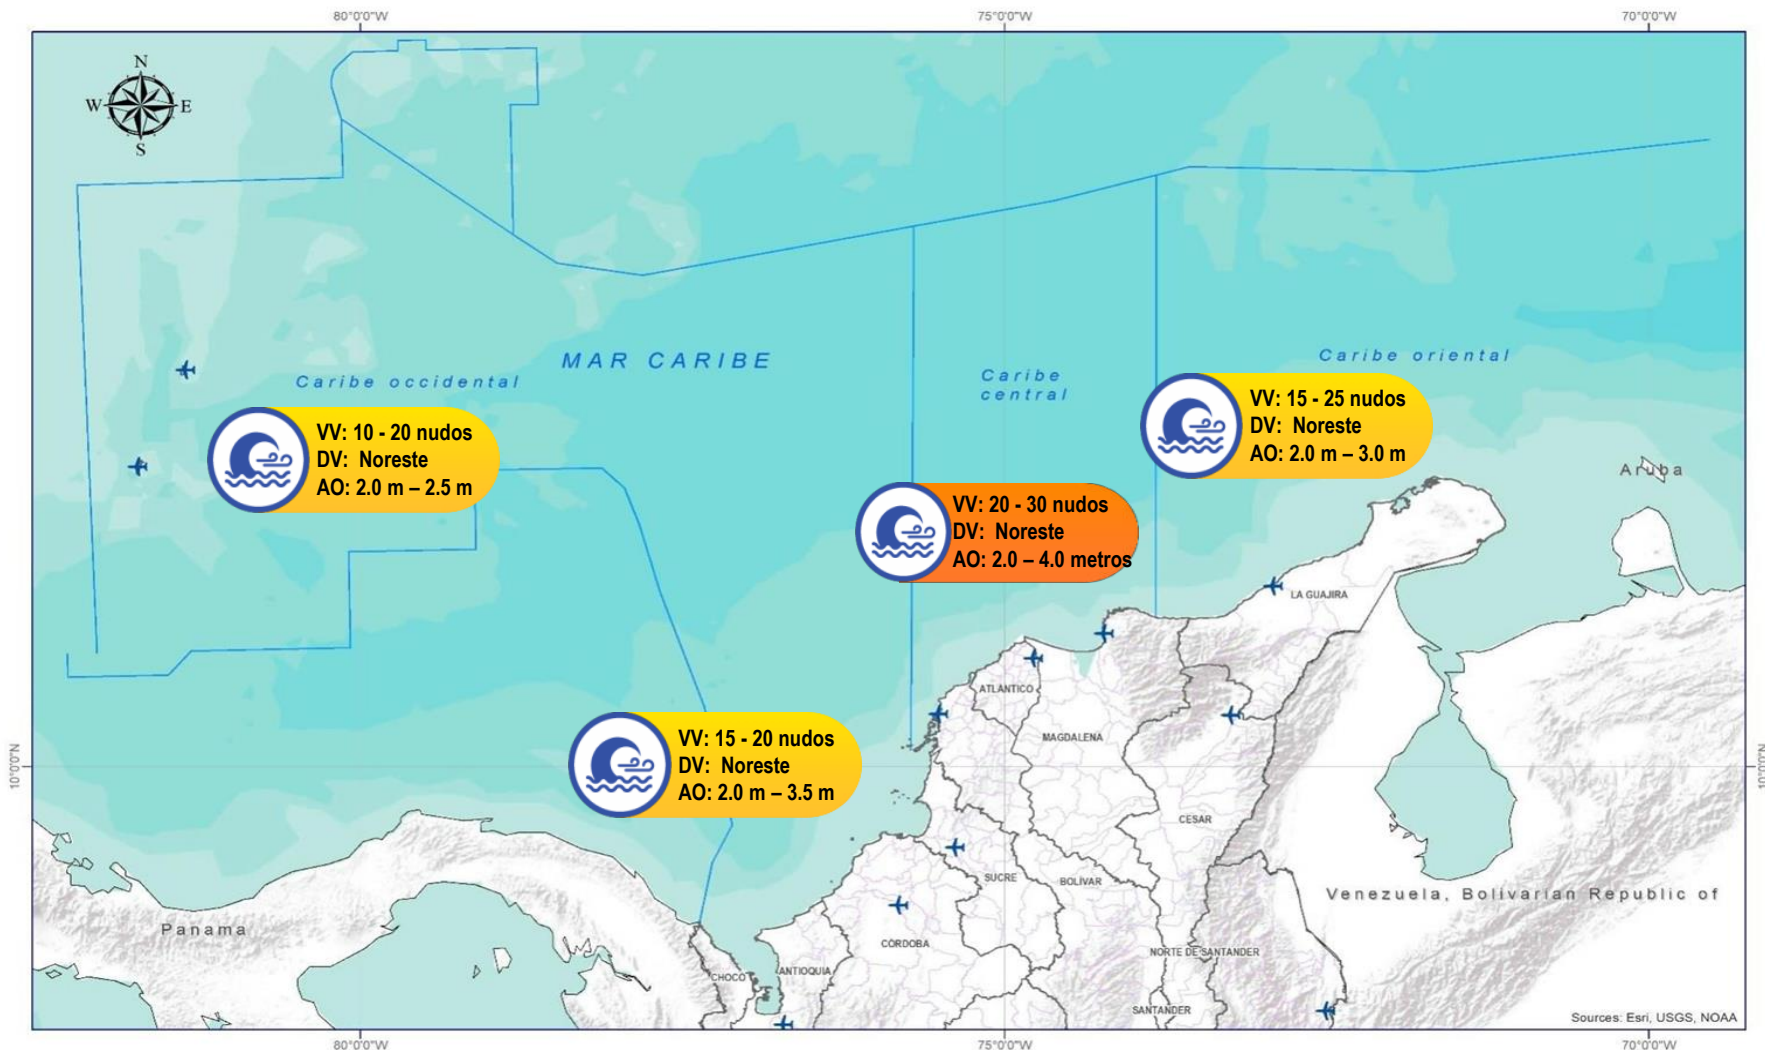 80°0'0"W
75°0'0"W
70°0'0"W
N
W
E
S
MAR CARIBE
Caribe occidental
Caribe
central
Caribe oriental
VV: 15 - 25 nudos
DV:  Noreste
AO: 2.0 m – 3.0 m
VV: 10 - 20 nudos
DV:  Noreste
AO: 2.0 m – 2.5 m
Aruba
VV: 20 - 30 nudos
DV:  Noreste
AO: 2.0 – 4.0 metros
LA GUAJIRA
ATLANTICO
MAGDALENA
VV: 15 - 20 nudos
DV:  Noreste
AO: 2.0 m – 3.5 m
10°0'0"N
10°0'0"N
CESAR
SUCRE
BOLÍVAR
Venezuela, Bolivarian Republic of
Panama
CÓRDOBA
NORTE DE SANTANDER
CHOCO
ANTIOQUIA
SANTANDER
Sources: Esri, USGS, NOAA
80°0'0"W
75°0'0"W
70°0'0"W